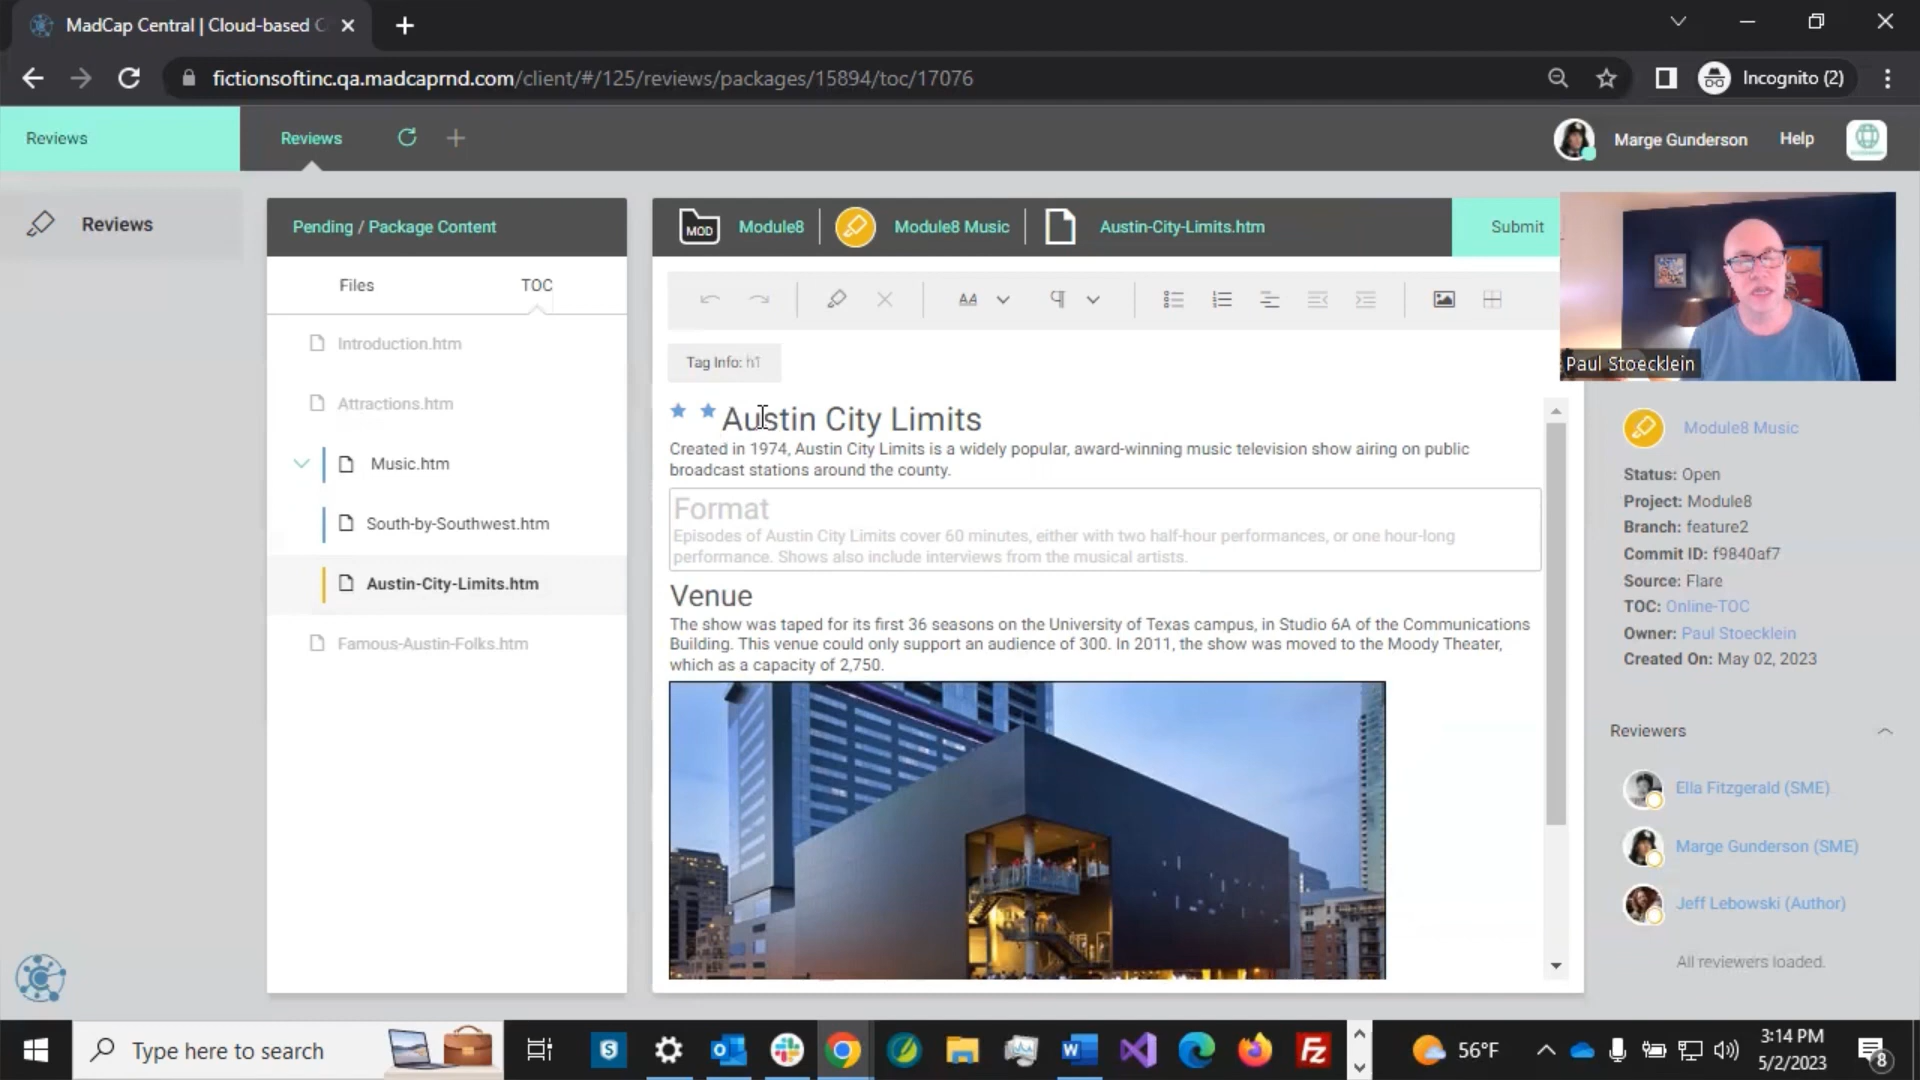 MadCap Central | Cloud-based C
fictionsoftinc.qa.madcaprnd.com/client/#/125/reviews/packages/15894/toc/17076
Incognito (2)
Reviews
Reviews
Marge Gunderson
Help
Reviews
Pending / Package Content
Files
TOC
Introduction.htm
Attractions.htm
Music.htm
South-by-Southwest.htm
Austin-City-Limits.htm
Famous-Austin-Folks.htm
MOD
Module8
Module8 Music
Austin-City-Limits.htm
Submit
Tag Info: h1
Austin City Limits
Created in 1974, Austin City Limits is a widely popular, award-winning music television show airing on public
broadcast stations around the county.
Format
Episodes of Austin City Limits cover 60 minutes, either with two half-hour performances, or one hour-long
performance. Shows also include interviews from the musical artists.
Venue
The show was taped for its first 36 seasons on the University of Texas campus, in Studio 6A of the Communications
Building. This venue could only support an audience of 300. In 2011, the show was moved to the Moody Theater,
which as a capacity of 2,750.
Paul Stoecklein
Module8 Music
Status: Open
Project: Module8
Branch: feature2
Commit ID: f9840af7
Source: Flare
TOC: Online-TOC
Owner: Paul Stoecklein
Created On: May 02, 2023
Reviewers
Ella Fitzgerald (SME)
Marge Gunderson (SME)
Jeff Lebowski (Author)
All reviewers loaded.
Type here to search
56°F
3:14 PM
5/2/2023
8